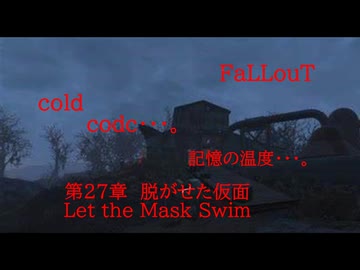 FaLLouT
cold
codc･･･。
記憶の温度･･･。
第27章 脱がせた仮面
Let the Mask Swim